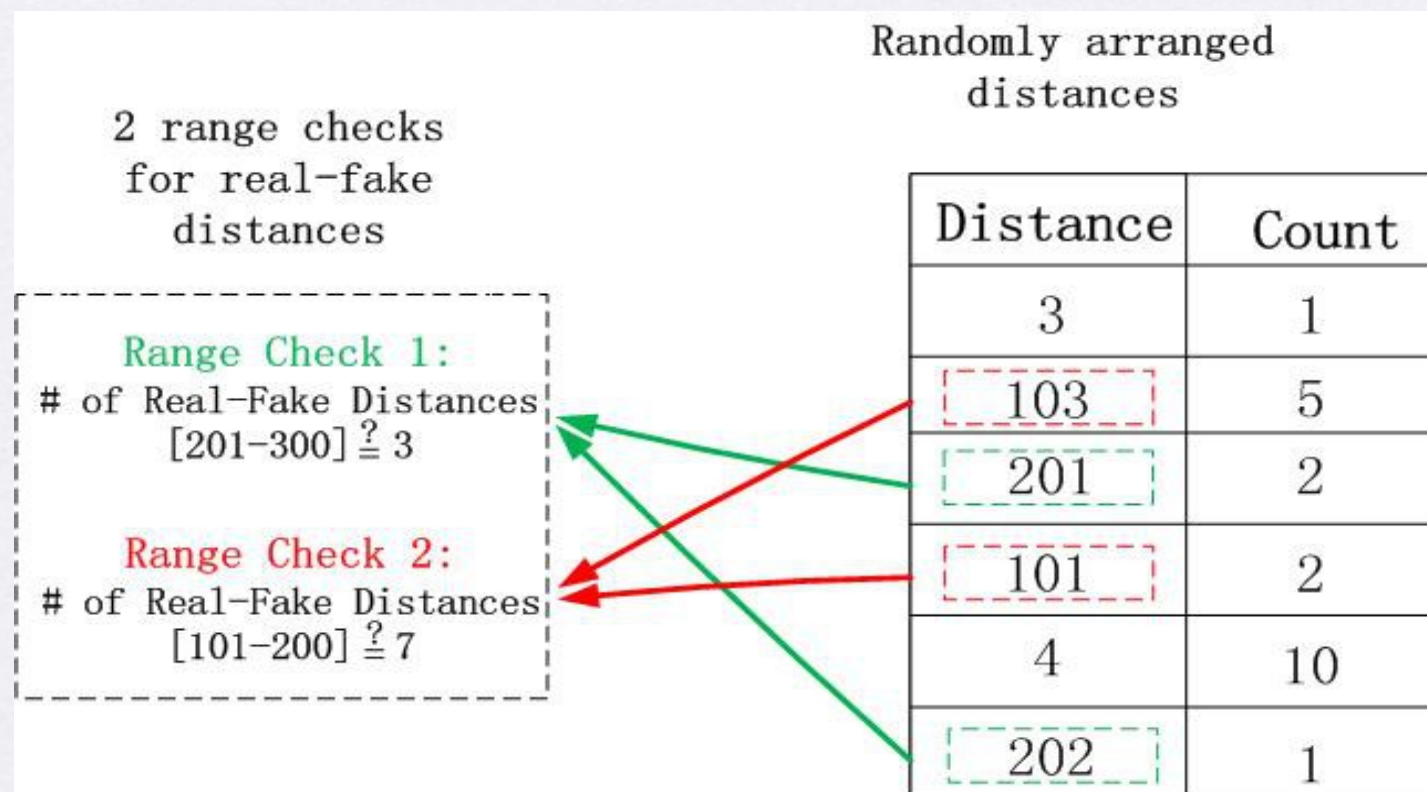 2 range checks
for real-fake
distances
Range Check 1:
# of Real-Fake Distances
[201-300] ≟ 3
Range Check 2:
# of Real-Fake Distances
[101-200] ≟ 7
Randomly arranged
distances
Distance Count
3 1
103 5
201 2
101 2
4 10
202 1